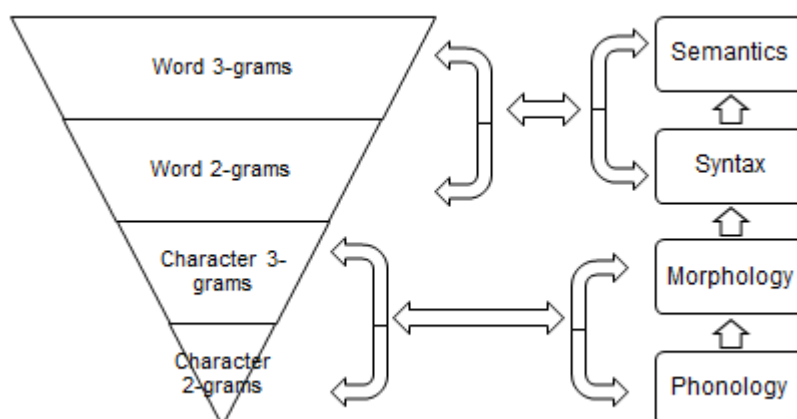 Word 3-grams
Word 2-grams
Character 3-
grams
Character
2-grams
Semantics
Syntax
Morphology
Phonology